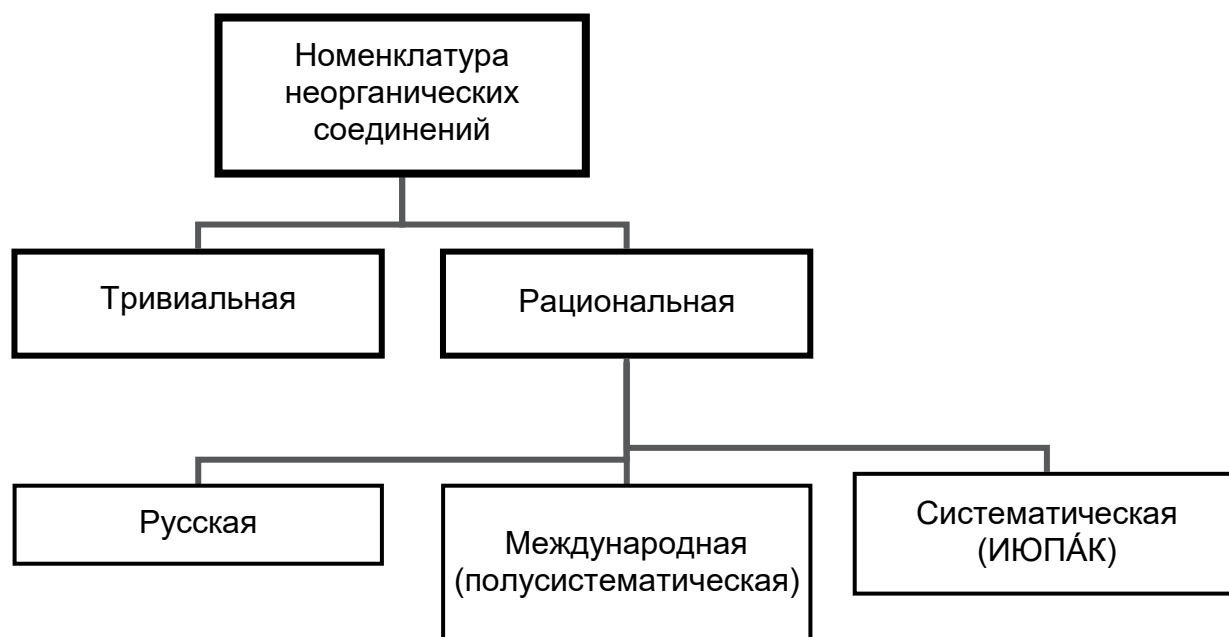 Номенклатура
неорганических
соединений
Тривиальная
Рациональная
Русская
Международная
(полусистематическая)
Систематическая
(ИЮПА́К)